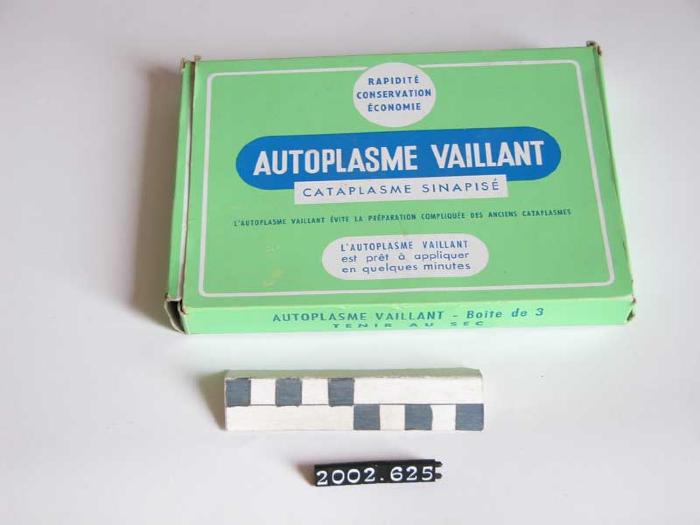 RAPIDITÉ
CONSERVATION
ÉCONOMIE
AUTOPLASME VAILLANT
CATAPLASME SINAPISÉ
L'AUTOPLASME VAILLANT ÉVITE LA PRÉPARATION COMPLIQUÉE DES ANCIENS CATAPLASMES
L'AUTOPLASME VAILLANT
est prêt à appliquer
en quelques minutes
AUTOPLASME VAILLANT - Boîte de 3
TENIR AU SEC
2002.625